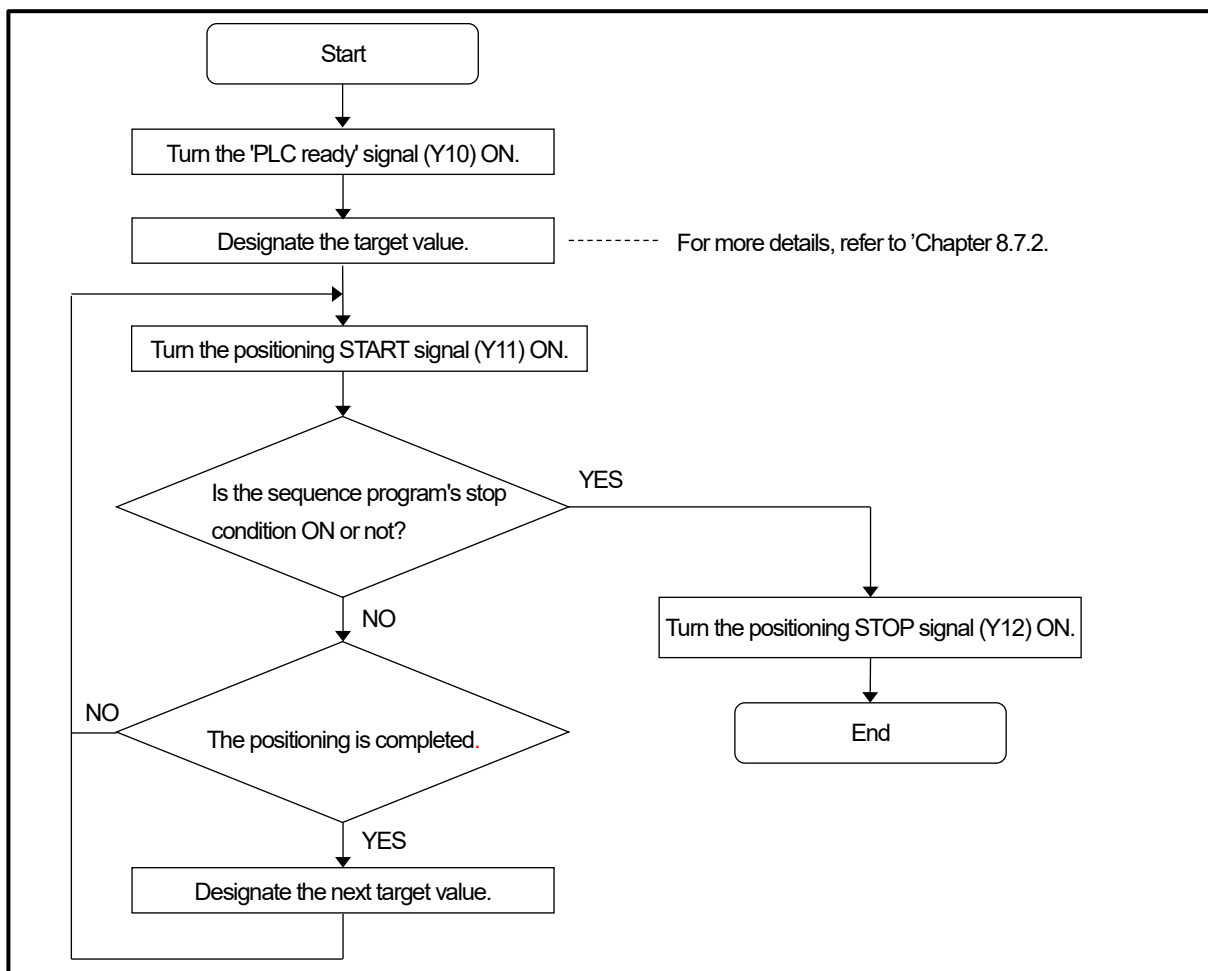 Start
Turn the 'PLC ready' signal (Y10) ON.
Designate the target value.
For more details, refer to ’Chapter 8.7.2.
Turn the positioning START signal (Y11) ON.
Is the sequence program's stop
condition ON or not?
YES
NO
Turn the positioning STOP signal (Y12) ON.
NO
The positioning is completed.
End
YES
Designate the next target value.